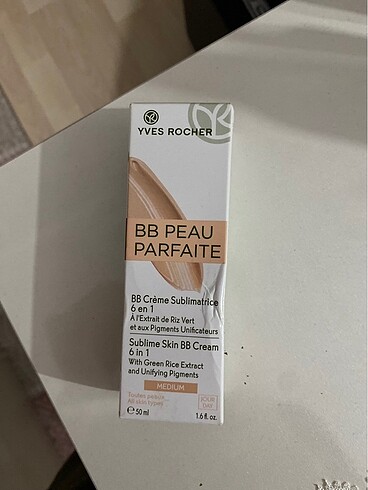 YVES ROCHER
BB PEAU
PARFAITE
BB Crème Sublimatrice
6 en 1
À l'Extrait de Riz Vert
et aux Pigments Unificateurs
Sublime Skin BB Cream
6 in 1
With Green Rice Extract
and Unifying Pigments
MEDIUM
Toutes peaux
All skin types
JOUR
DAY
℮ 50 ml
1.6 fl. oz.